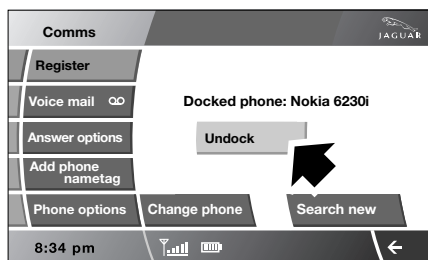 Comms
JAGUAR
Register
Voice mail
Docked phone: Nokia 6230i
Answer options
Undock
Add phone
nametag
Phone options
Change phone
Search new
8:34 pm